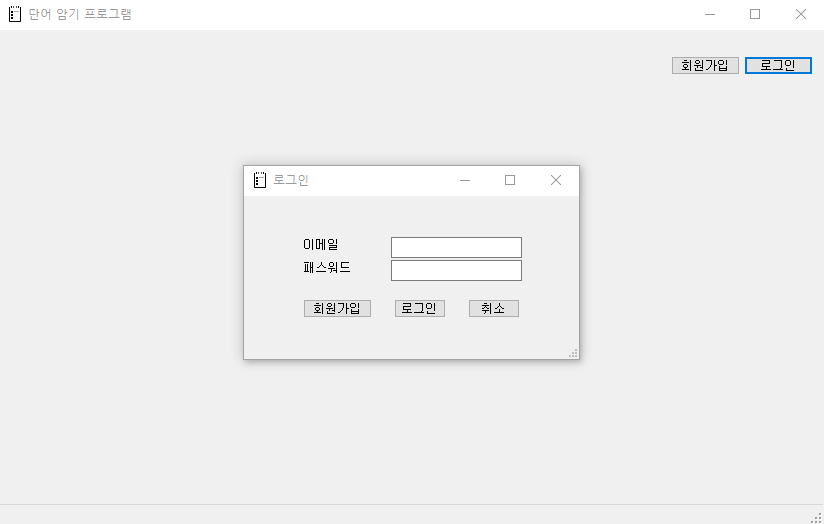 단어 암기 프로그램
회원가입 로그인
로그인
이메일
패스워드
회원가입 로그인 취소